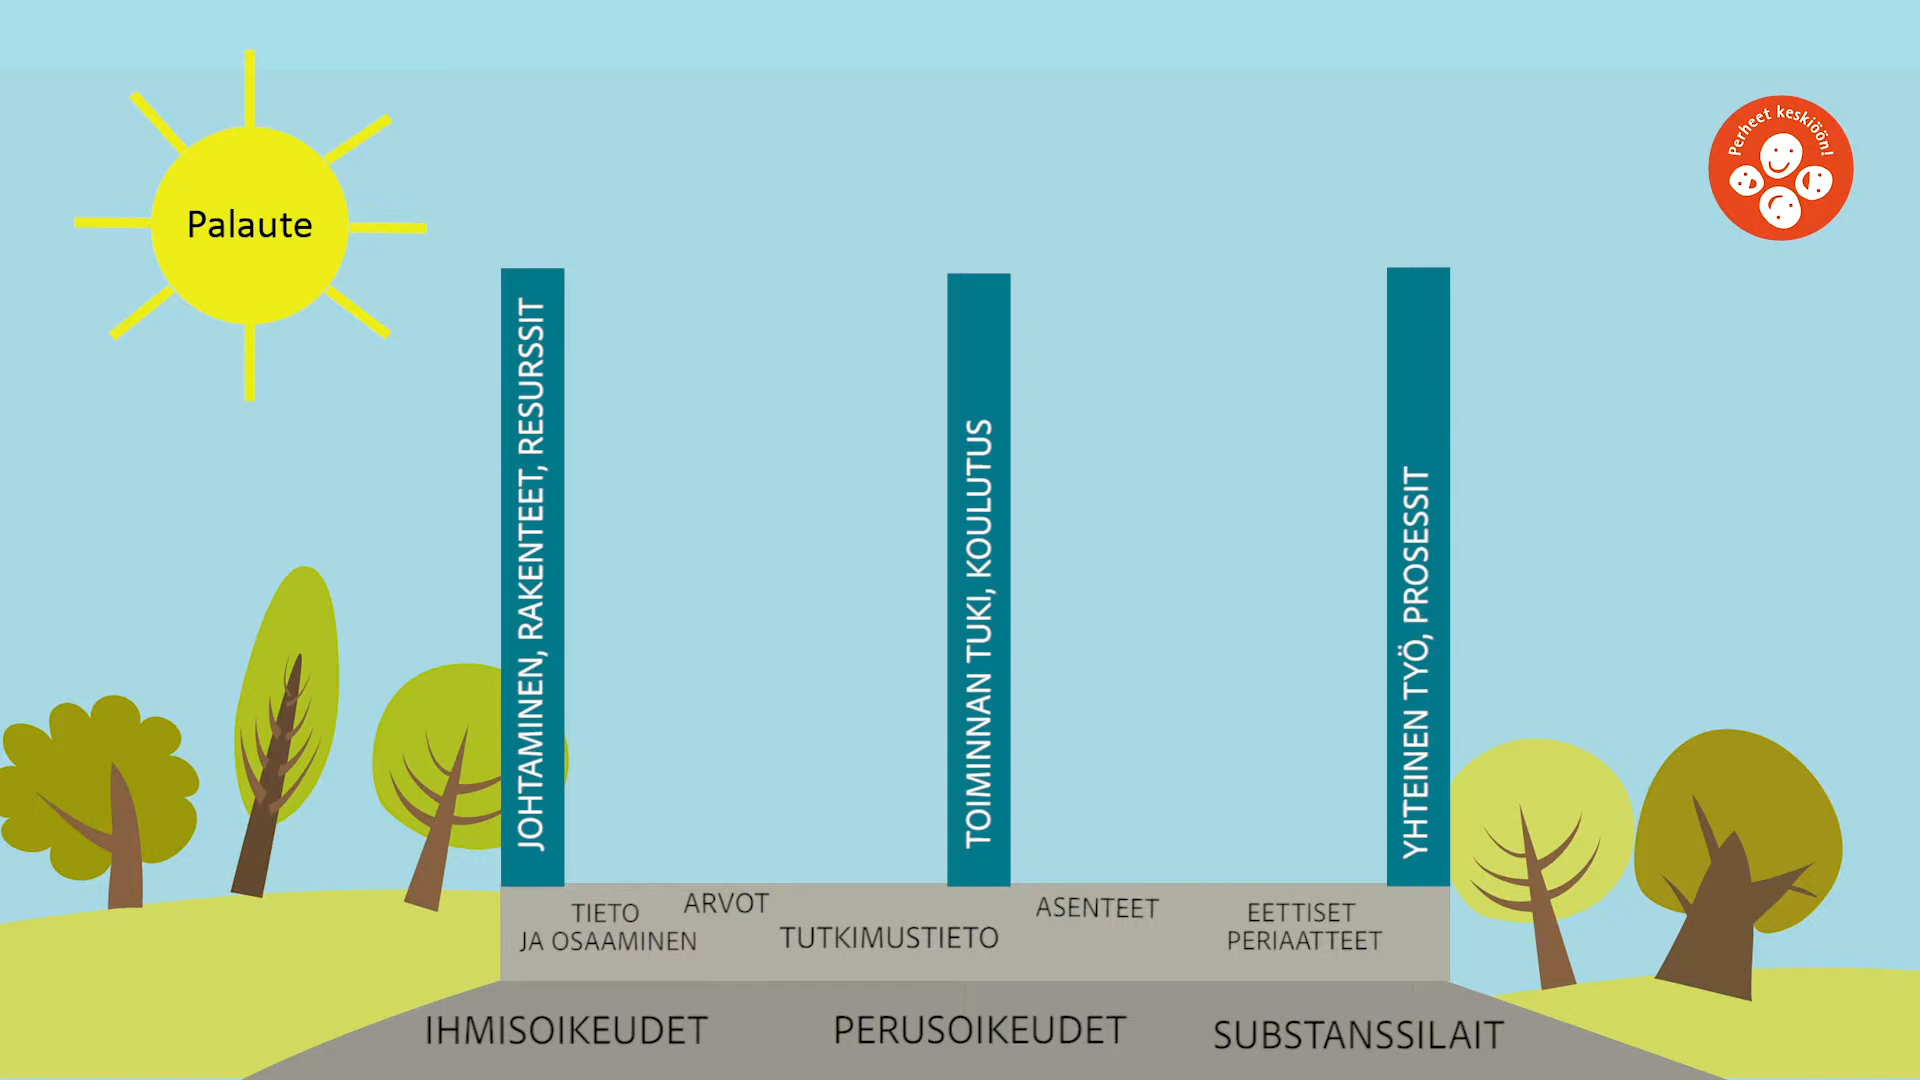 Palaute
Perheet keskiöön!
JOHTAMINEN, RAKENTEET, RESURSSIT
TOIMINNAN TUKI, KOULUTUS
YHTEINEN TYÖ, PROSESSIT
TIETO
JA OSAAMINEN
ARVOT
TUTKIMUSTIETO
ASENTEET
EETTISET
PERIAATTEET
IHMISOIKEUDET
PERUSOIKEUDET
SUBSTANSSILAIT